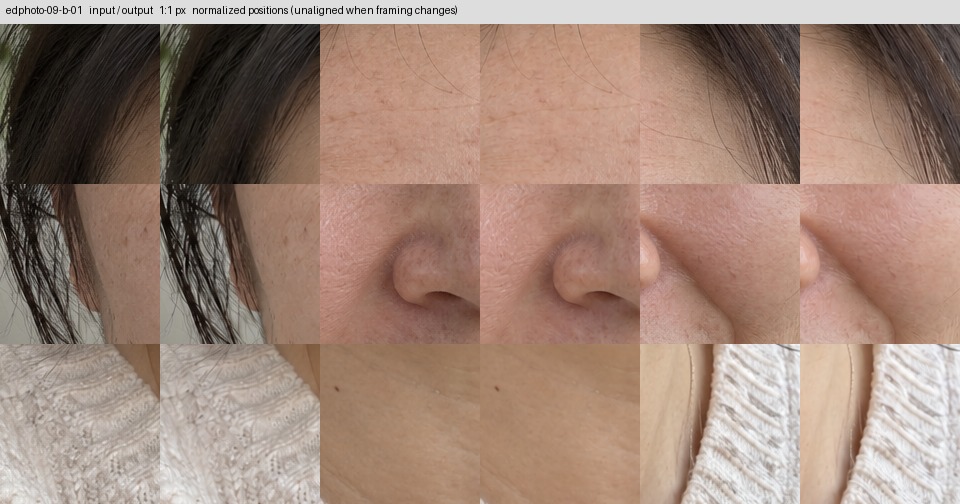 edphoto-09-b-01 input/output 1:1 px normalized positions (unaligned when framing changes)